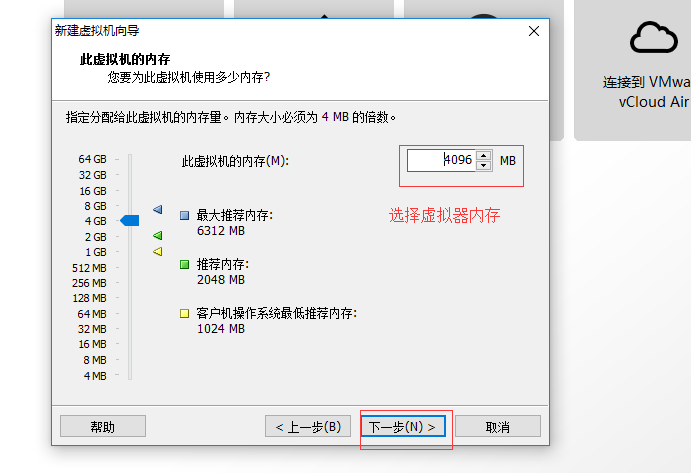 新建虚拟机向导
此虚拟机的内存
您要为此虚拟机使用多少内存?
指定分配给此虚拟机的内存量。内存大小必须为 4 MB 的倍数。
64 GB
32 GB
16 GB
8 GB
4 GB
2 GB
1 GB
512 MB
256 MB
128 MB
64 MB
32 MB
16 MB
8 MB
4 MB
此虚拟机的内存(M):
4096 MB
选择虚拟器内存
最大推荐内存:
6312 MB
推荐内存:
2048 MB
客户机操作系统最低推荐内存:
1024 MB
帮助
< 上一步(B)
下一步(N) >
取消
连接到 VMwa
vCloud Air